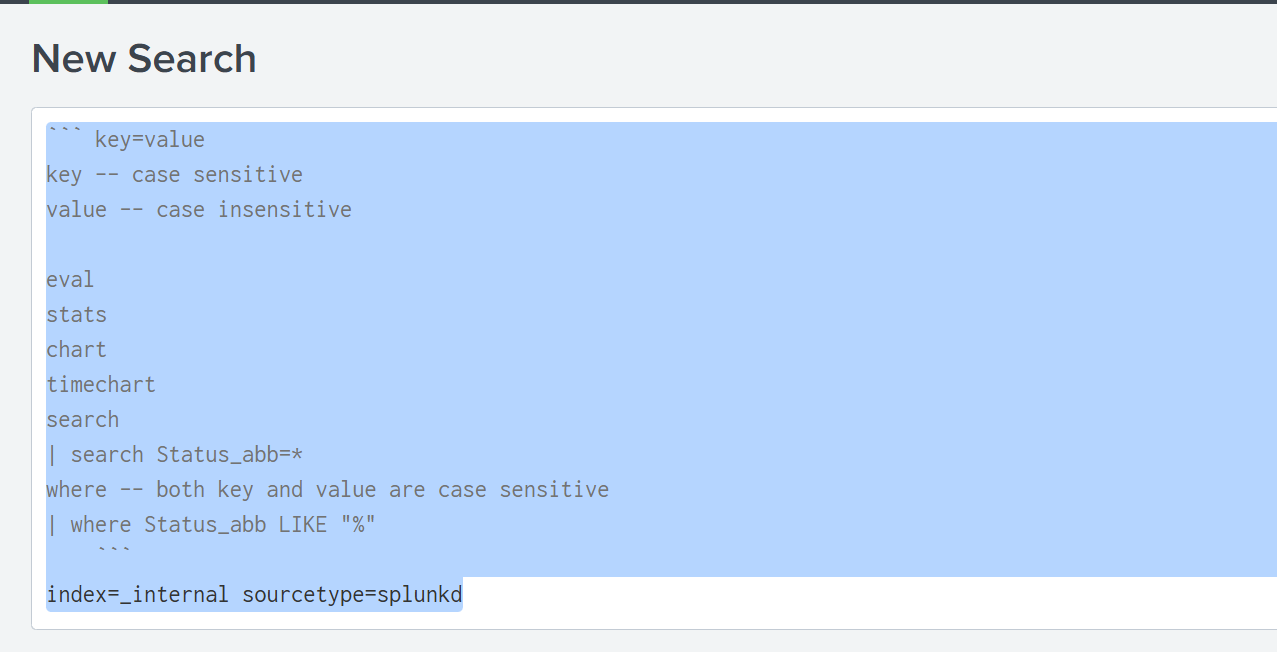 New Search
``` key=value
key -- case sensitive
value -- case insensitive
eval
stats
chart
timechart
search
| search Status_abb=*
where -- both key and value are case sensitive
| where Status_abb LIKE "%"
```
index=_internal sourcetype=splunkd